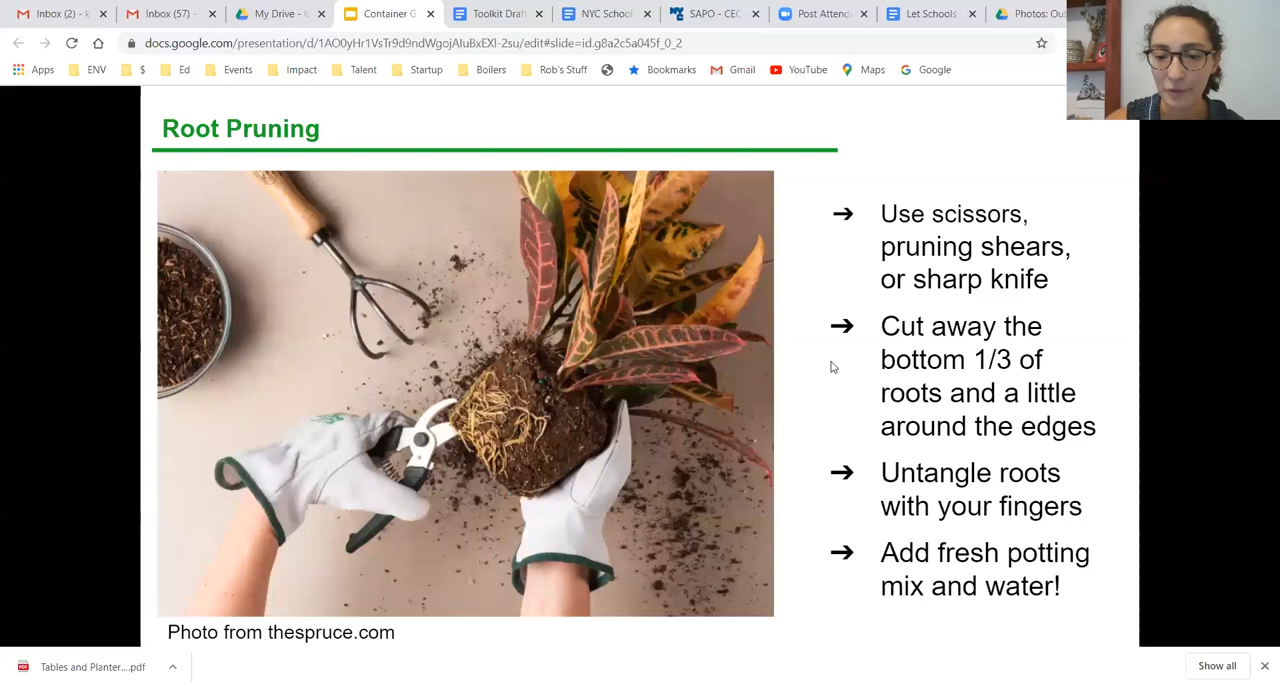 Inbox (2) - k
Inbox (57) -
My Drive - G
Container G
Toolkit Draf
NYC School
SAPO - CEC
Post Attend
Let Schools
Photos: Out
docs.google.com/presentation/d/1AO0yHr1VsTr9d9ndWgojAIuBxEXl-2su/edit#slide=id.g8a2c5a045f_0_2
Apps ENV $ Ed Events Impact Talent Startup Boilers Rob's Stuff Bookmarks Gmail YouTube Maps Google
Root Pruning
➔ Use scissors,
pruning shears,
or sharp knife
➔ Cut away the
bottom 1/3 of
roots and a little
around the edges
➔ Untangle roots
with your fingers
➔ Add fresh potting
mix and water!
Photo from thespruce.com
Tables and Planter....pdf
Show all